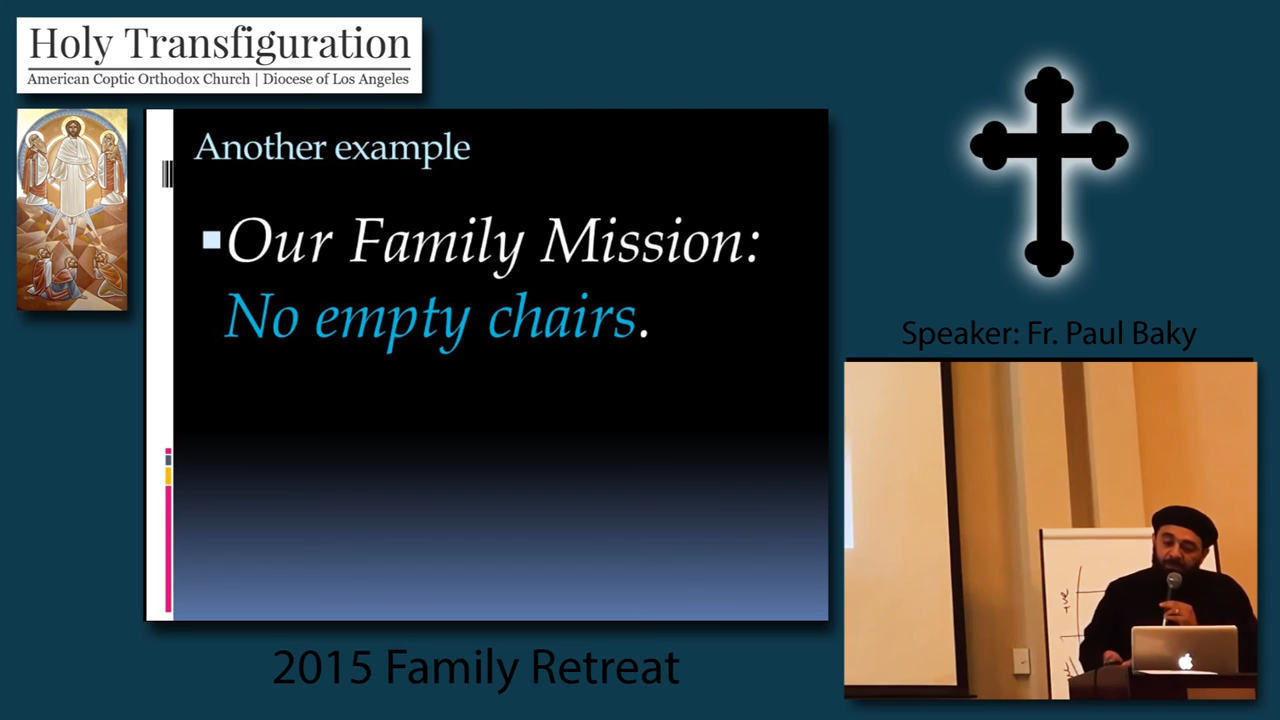 Holy Transfiguration
American Coptic Orthodox Church | Diocese of Los Angeles
Another example
Our Family Mission:
No empty chairs.
Speaker: Fr. Paul Baky
2015 Family Retreat